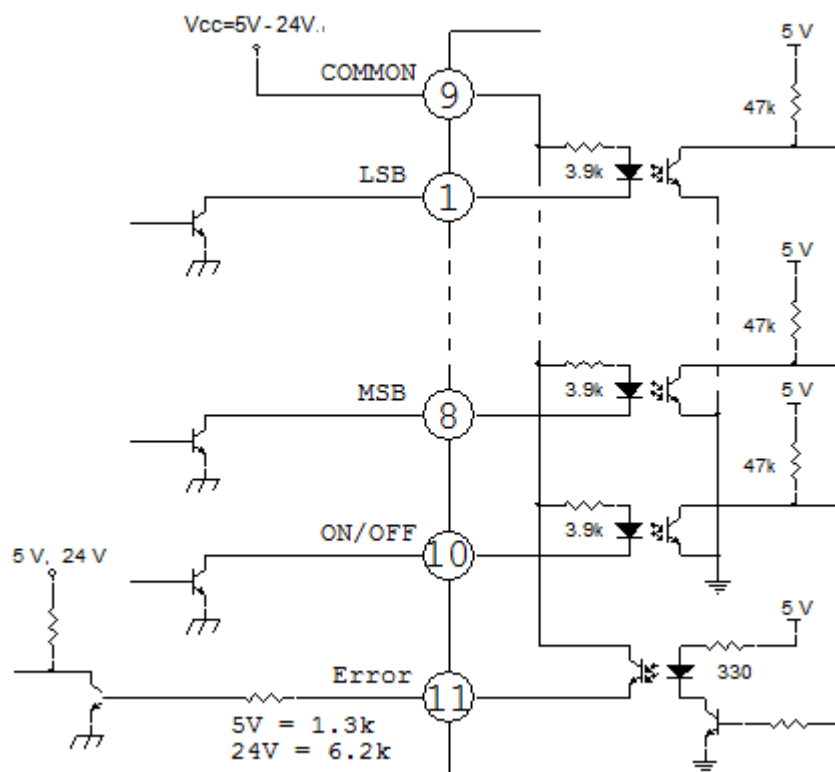 Vcc=5V-24V.
5 V
COMMON
9
47k
LSB
3.9k
1
5 V
47k
MSB
3.9k
5 V
8
47k
ON/OFF
3.9k
10
5 V, 24 V
5 V
Error
330
11
5V = 1.3k
24V = 6.2k